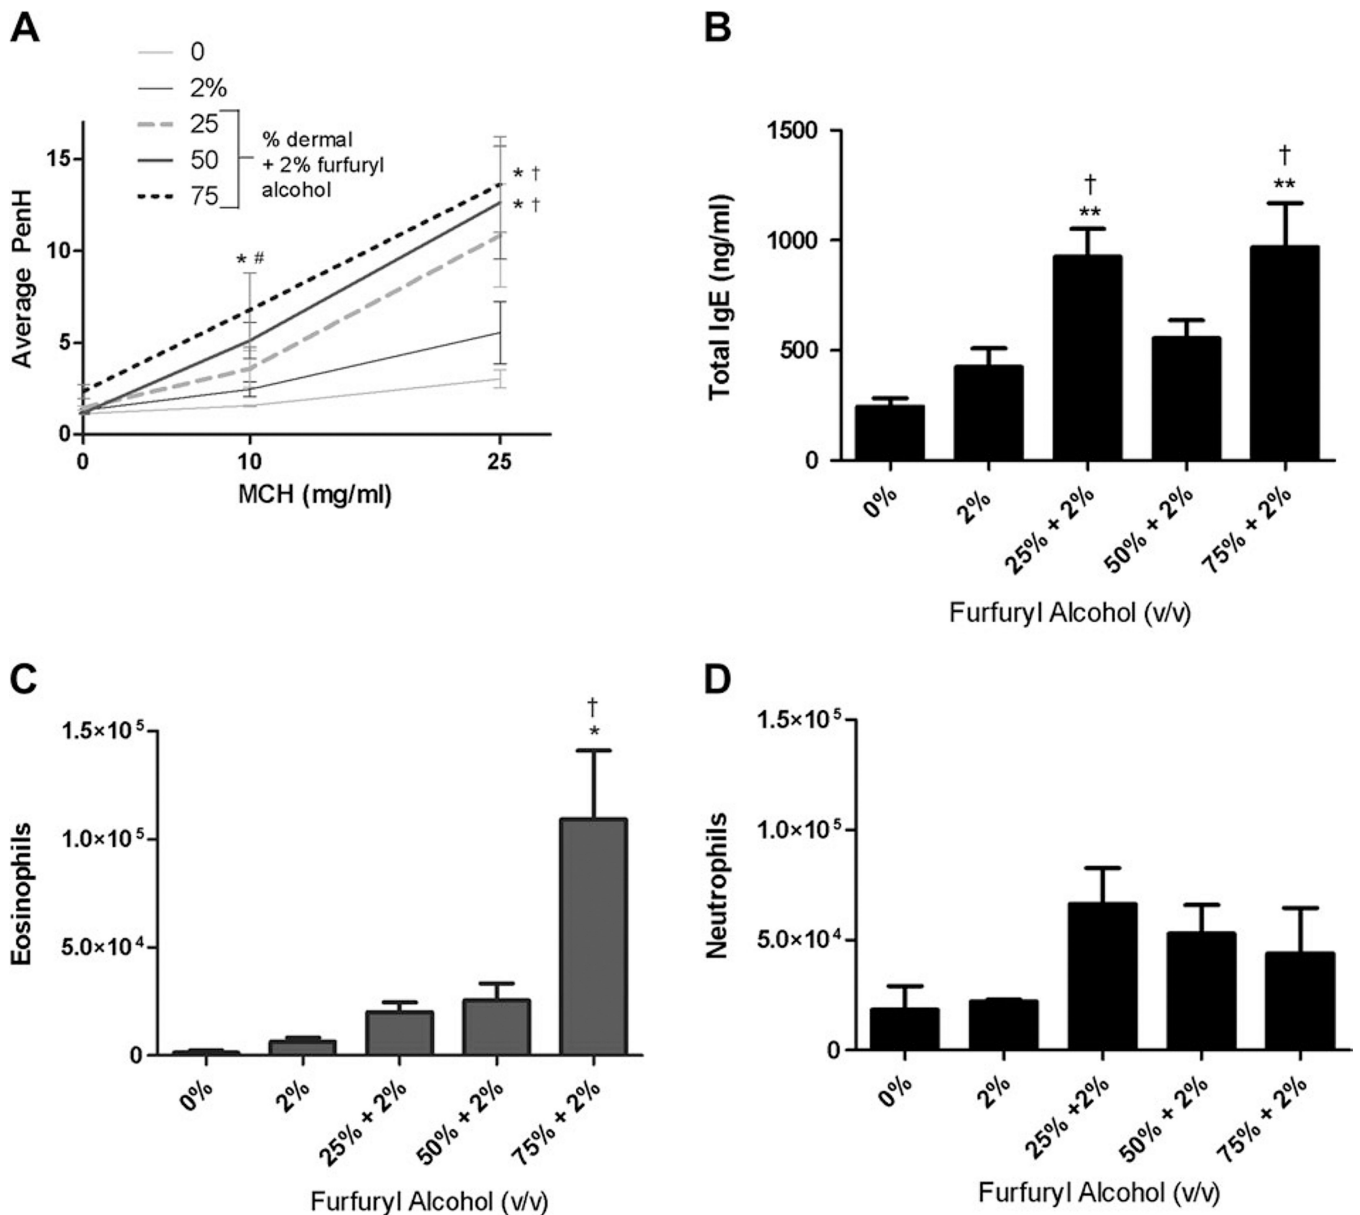 A
0
2%
25
50
75
% dermal
+ 2% furfuryl
alcohol
Average PenH
15
10
5
0
* †
* †
* #
0
10
25
MCH (mg/ml)
B
Total IgE (ng/ml)
1500
1000
500
0
†
**
†
**
0%
2%
25% + 2%
50% + 2%
75% + 2%
Furfuryl Alcohol (v/v)
C
Eosinophils
1.5×10⁵
1.0×10⁵
5.0×10⁴
0
†
*
0%
2%
25% + 2%
50% + 2%
75% + 2%
Furfuryl Alcohol (v/v)
D
Neutrophils
1.5×10⁵
1.0×10⁵
5.0×10⁴
0
0%
2%
25% +2%
50% + 2%
75% + 2%
Furfuryl Alcohol (v/v)